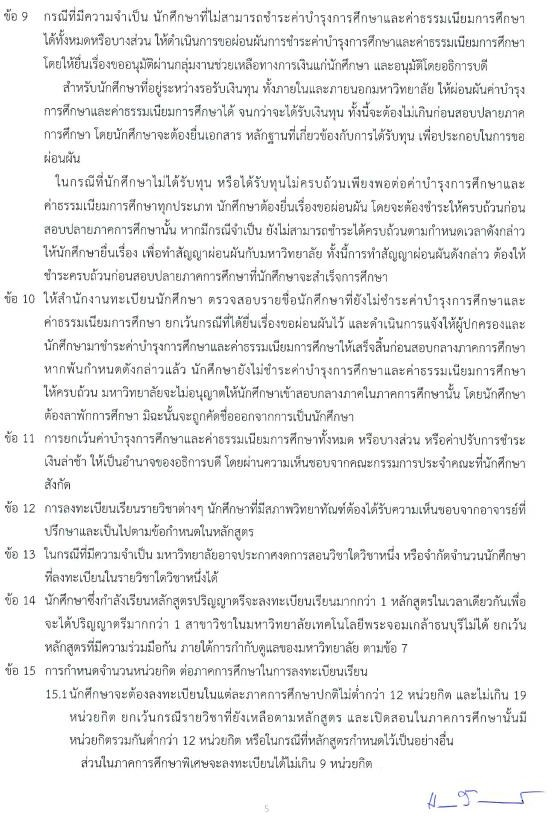 ข้อ 9 กรณีที่มีความจำเป็น นักศึกษาที่ไม่สามารถชำระค่าบำรุงการศึกษาและค่าธรรมเนียมการศึกษา
ได้ทั้งหมดหรือบางส่วน ให้ดำเนินการขอผ่อนผันการชำระค่าบำรุงการศึกษาและค่าธรรมเนียมการศึกษา
โดยให้ยื่นเรื่องขออนุมัติผ่านกลุ่มงานช่วยเหลือทางการเงินแก่นักศึกษา และอนุมัติโดยอธิการบดี
สำหรับนักศึกษาที่อยู่ระหว่างรอรับเงินทุน ทั้งภายในและภายนอกมหาวิทยาลัย ให้ผ่อนผันค่าบำรุง
การศึกษาและค่าธรรมเนียมการศึกษาได้ จนกว่าจะได้รับเงินทุน ทั้งนี้จะต้องไม่เกินก่อนสอบปลายภาค
การศึกษา โดยนักศึกษาจะต้องยื่นเอกสาร หลักฐานที่เกี่ยวข้องกับการได้รับทุน เพื่อประกอบในการขอ
ผ่อนผัน
ในกรณีที่นักศึกษาไม่ได้รับทุน หรือได้รับทุนไม่ครบถ้วนเพียงพอต่อค่าบำรุงการศึกษาและ
ค่าธรรมเนียมการศึกษาทุกประเภท นักศึกษาต้องยื่นเรื่องขอผ่อนผัน โดยจะต้องชำระให้ครบถ้วนก่อน
สอบปลายภาคการศึกษานั้น หากมีกรณีจำเป็น ยังไม่สามารถชำระได้ครบถ้วนตามกำหนดเวลาดังกล่าว
ให้นักศึกษายื่นเรื่อง เพื่อทำสัญญาผ่อนผันกับมหาวิทยาลัย ทั้งนี้การทำสัญญาผ่อนผันดังกล่าว ต้องให้
ชำระครบถ้วนก่อนสอบปลายภาคการศึกษาที่นักศึกษาจะสำเร็จการศึกษา
ข้อ 10 ให้สำนักงานทะเบียนนักศึกษา ตรวจสอบรายชื่อนักศึกษาที่ยังไม่ชำระค่าบำรุงการศึกษาและ
ค่าธรรมเนียมการศึกษา ยกเว้นกรณีที่ได้ยื่นเรื่องขอผ่อนผันไว้ และดำเนินการแจ้งให้ผู้ปกครองและ
นักศึกษามาชำระค่าบำรุงการศึกษาและค่าธรรมเนียมการศึกษาให้เสร็จสิ้นก่อนสอบกลางภาคการศึกษา
หากพ้นกำหนดดังกล่าวแล้ว นักศึกษายังไม่ชำระค่าบำรุงการศึกษาและค่าธรรมเนียมการศึกษา
ให้ครบถ้วน มหาวิทยาลัยจะไม่อนุญาตให้นักศึกษาเข้าสอบกลางภาคในภาคการศึกษานั้น โดยนักศึกษา
ต้องลาพักการศึกษา มิฉะนั้นจะถูกคัดชื่อออกจากการเป็นนักศึกษา
ข้อ 11 การยกเว้นค่าบำรุงการศึกษาและค่าธรรมเนียมการศึกษาทั้งหมด หรือบางส่วน หรือค่าปรับการชำระ
เงินล่าช้า ให้เป็นอำนาจของอธิการบดี โดยผ่านความเห็นชอบจากคณะกรรมการประจำคณะที่นักศึกษา
สังกัด
ข้อ 12 การลงทะเบียนเรียนรายวิชาต่างๆ นักศึกษาที่มีสภาพวิทยาทัณฑ์ต้องได้รับความเห็นชอบจากอาจารย์ที่
ปรึกษาและเป็นไปตามข้อกำหนดในหลักสูตร
ข้อ 13 ในกรณีที่มีความจำเป็น มหาวิทยาลัยอาจประกาศงดการสอนวิชาใดวิชาหนึ่ง หรือจำกัดจำนวนนักศึกษา
ที่ลงทะเบียนในรายวิชาใดวิชาหนึ่งได้
ข้อ 14 นักศึกษาซึ่งกำลังเรียนหลักสูตรปริญญาตรีจะลงทะเบียนเรียนมากกว่า 1 หลักสูตรในเวลาเดียวกันเพื่อ
จะได้ปริญญาตรีมากกว่า 1 สาขาวิชาในมหาวิทยาลัยเทคโนโลยีพระจอมเกล้าธนบุรีไม่ได้ ยกเว้น
หลักสูตรที่มีความร่วมมือกัน ภายใต้การกำกับดูแลของมหาวิทยาลัย ตามข้อ 7
ข้อ 15 การกำหนดจำนวนหน่วยกิต ต่อภาคการศึกษาในการลงทะเบียนเรียน
15.1 นักศึกษาจะต้องลงทะเบียนในแต่ละภาคการศึกษาปกติไม่ต่ำกว่า 12 หน่วยกิต และไม่เกิน 19
หน่วยกิต ยกเว้นกรณีรายวิชาที่ยังเหลือตามหลักสูตร และเปิดสอนในภาคการศึกษานั้นมี
หน่วยกิตรวมกันต่ำกว่า 12 หน่วยกิต หรือในกรณีที่หลักสูตรกำหนดไว้เป็นอย่างอื่น
ส่วนในภาคการศึกษาพิเศษจะลงทะเบียนได้ไม่เกิน 9 หน่วยกิต
5